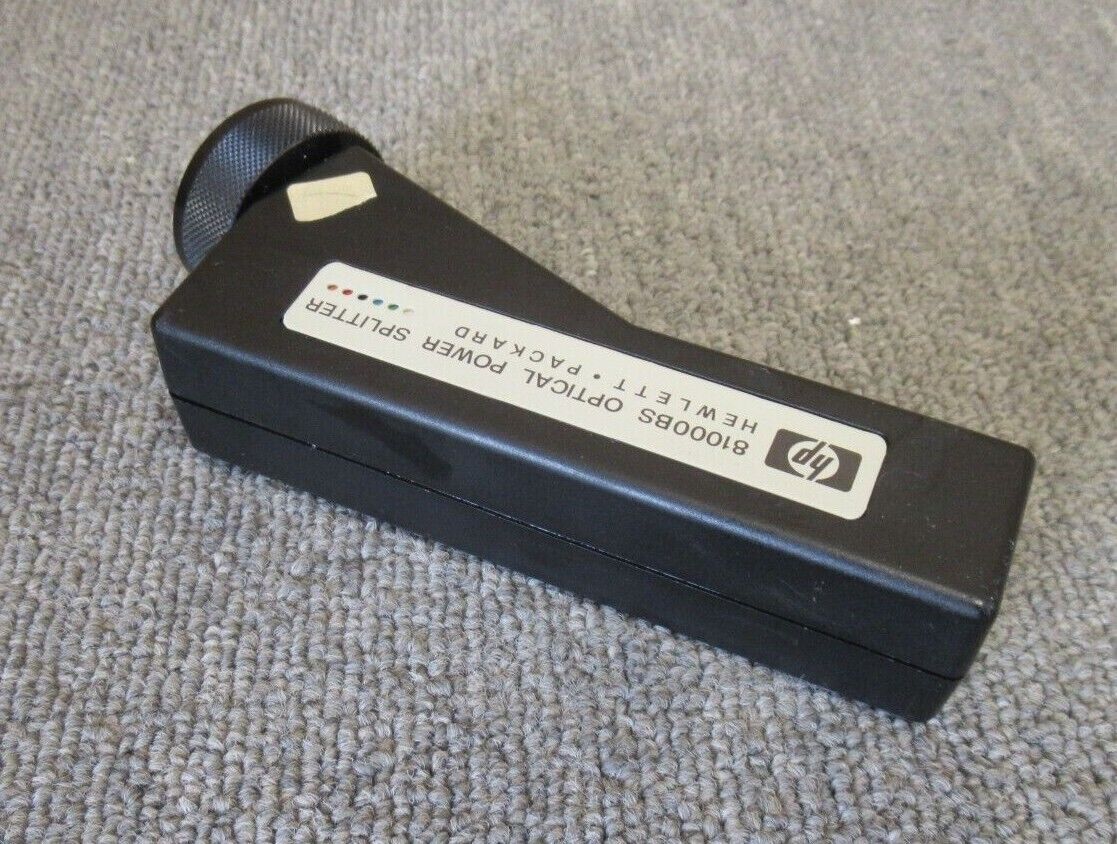 hp
81000BS OPTICAL POWER SPLITTER
HEWLETT • PACKARD